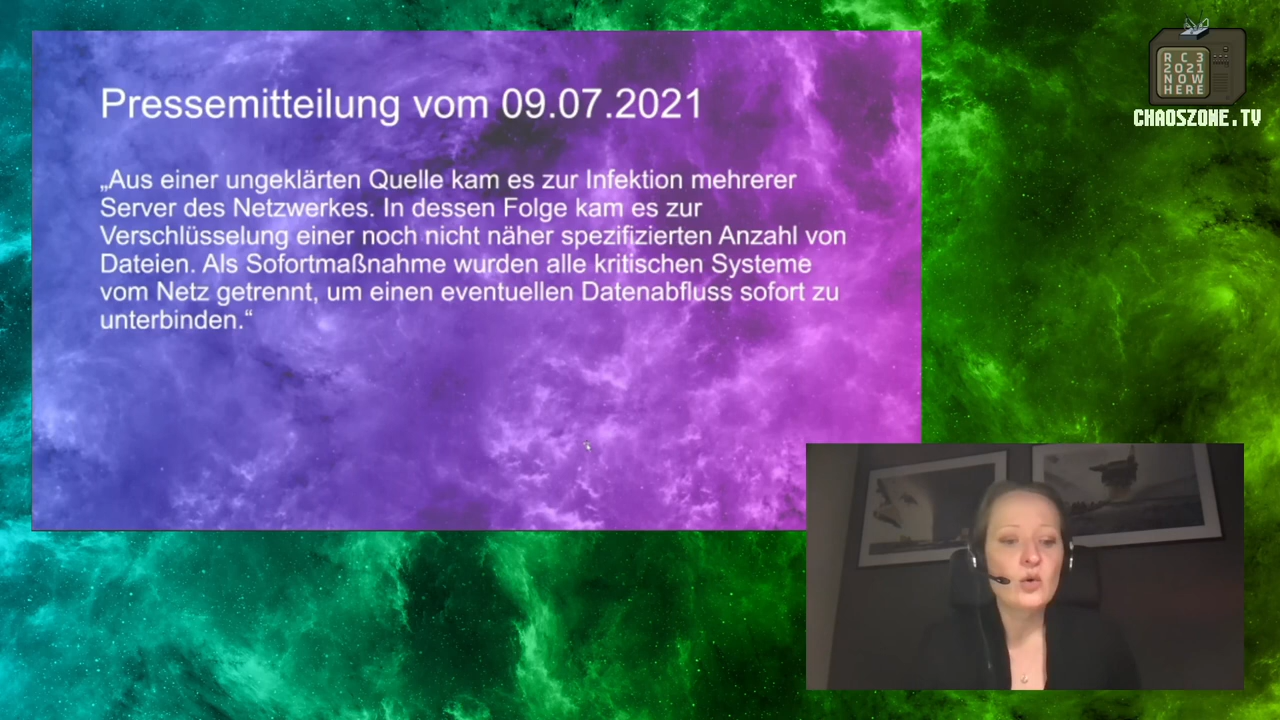 Pressemitteilung vom 09.07.2021
„Aus einer ungeklärten Quelle kam es zur Infektion mehrerer
Server des Netzwerkes. In dessen Folge kam es zur
Verschlüsselung einer noch nicht näher spezifizierten Anzahl von
Dateien. Als Sofortmaßnahme wurden alle kritischen Systeme
vom Netz getrennt, um einen eventuellen Datenabfluss sofort zu
unterbinden.“
RC3
2021
NOW
HERE
CHAOSZONE.TV